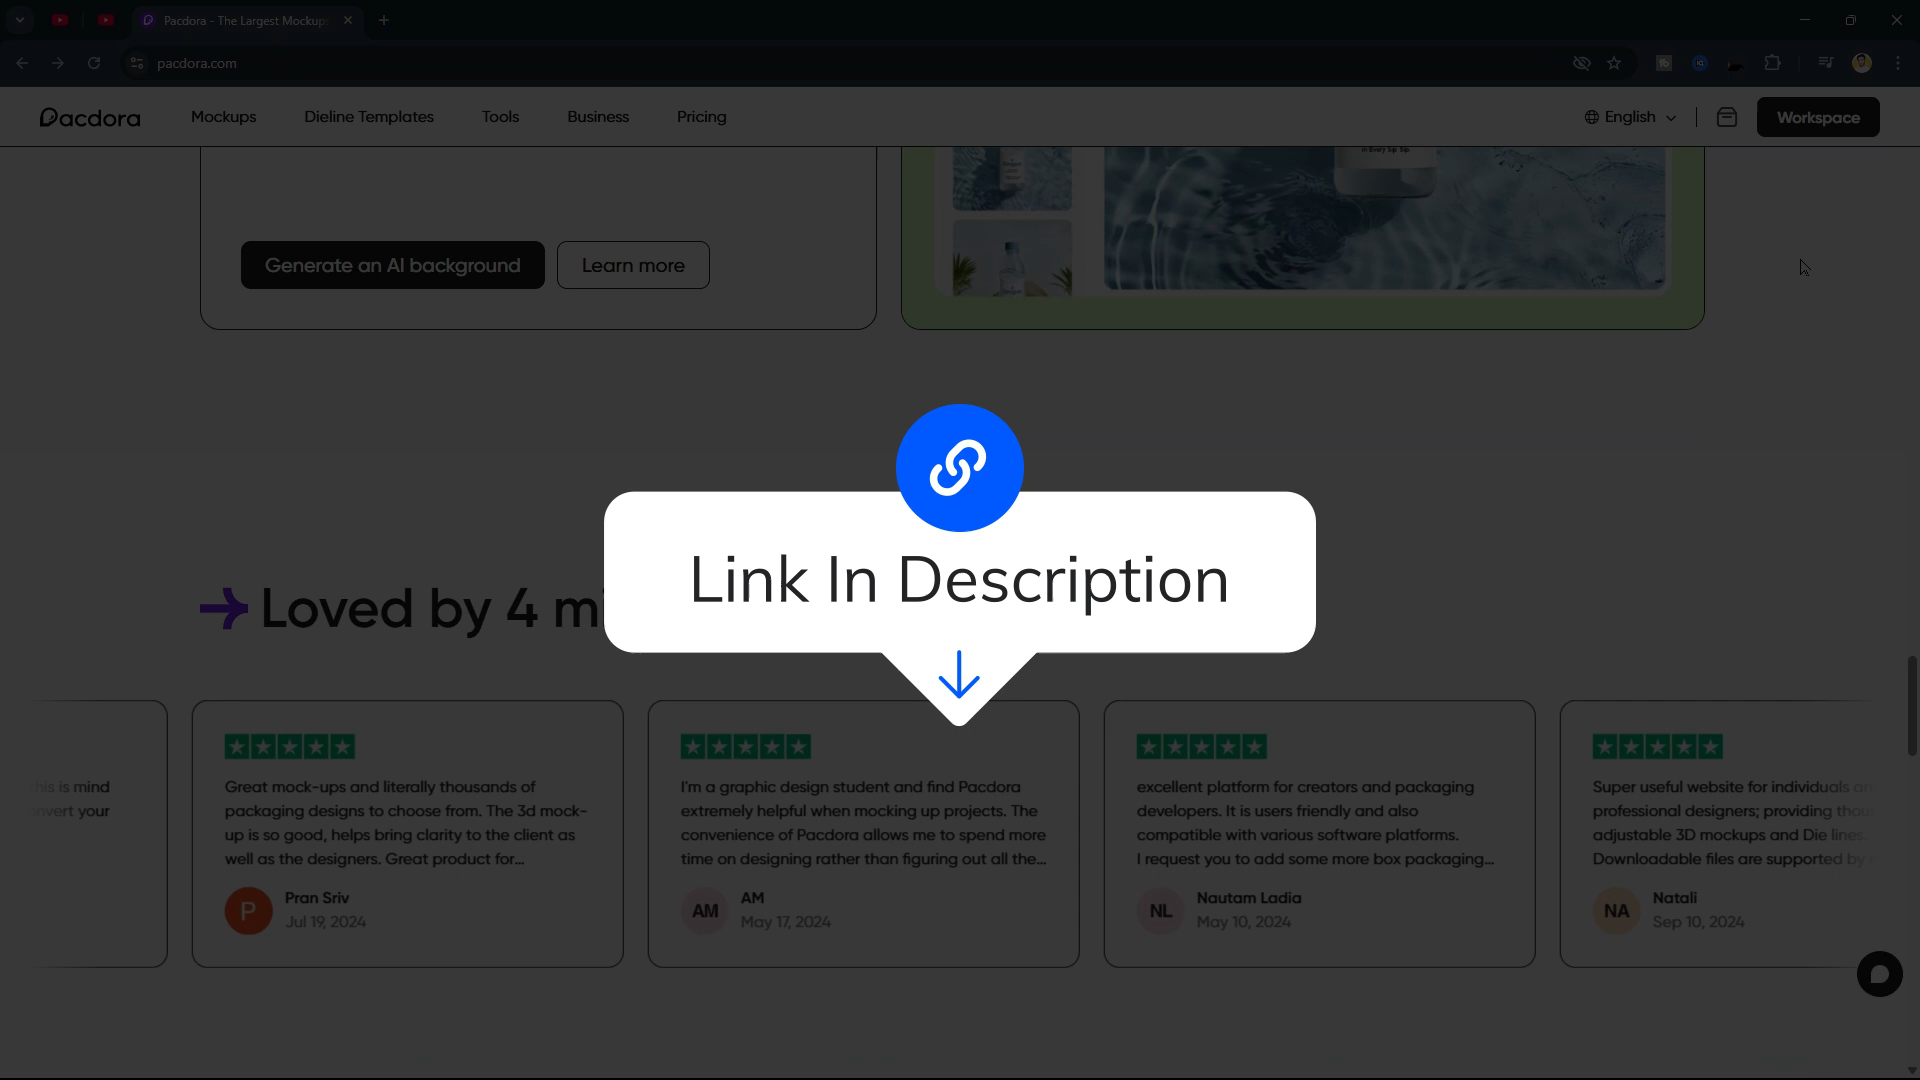 Pacdora - The Largest Mockups
pacdora.com
Pacdora
Mockups
Dieline Templates
Tools
Business
Pricing
English
Workspace
In Every Sip Sip.
Generate an AI background
Learn more
Link In Description
Loved by 4 mi
this is mind
nvert your
Great mock-ups and literally thousands of
packaging designs to choose from. The 3d mock-
up is so good, helps bring clarity to the client as
well as the designers. Great product for...
P
Pran Sriv
Jul 19, 2024
I'm a graphic design student and find Pacdora
extremely helpful when mocking up projects. The
convenience of Pacdora allows me to spend more
time on designing rather than figuring out all the...
AM
AM
May 17, 2024
excellent platform for creators and packaging
developers. It is users friendly and also
compatible with various software platforms.
I request you to add some more box packaging...
NL
Nautam Ladia
May 10, 2024
Super useful website for individuals and
professional designers; providing thou
adjustable 3D mockups and Die lines.
Downloadable files are supported by
NA
Natali
Sep 10, 2024